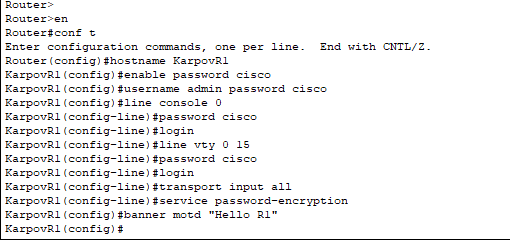 Router>
Router>en
Router#conf t
Enter configuration commands, one per line.  End with CNTL/Z.
Router(config)#hostname KarpovR1
KarpovR1(config)#enable password cisco
KarpovR1(config)#username admin password cisco
KarpovR1(config)#line console 0
KarpovR1(config-line)#password cisco
KarpovR1(config-line)#login
KarpovR1(config-line)#line vty 0 15
KarpovR1(config-line)#password cisco
KarpovR1(config-line)#login
KarpovR1(config-line)#transport input all
KarpovR1(config-line)#service password-encryption
KarpovR1(config)#banner motd "Hello R1"
KarpovR1(config)#